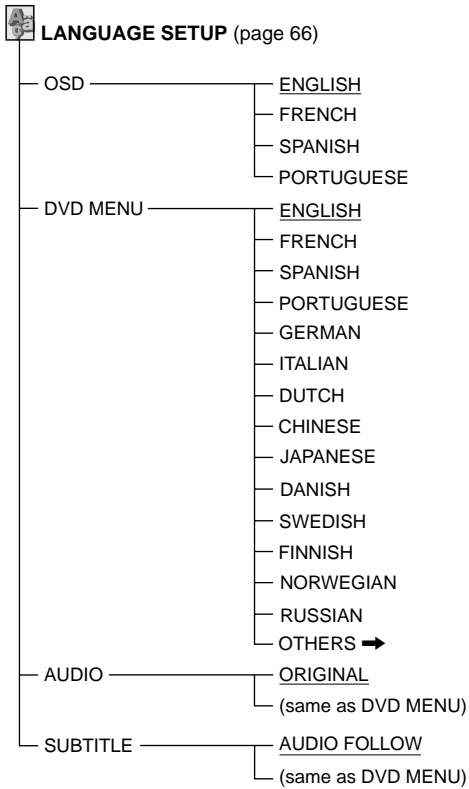 LANGUAGE SETUP (page 66)
OSD ENGLISH
FRENCH
SPANISH
PORTUGUESE
DVD MENU ENGLISH
FRENCH
SPANISH
PORTUGUESE
GERMAN
ITALIAN
DUTCH
CHINESE
JAPANESE
DANISH
SWEDISH
FINNISH
NORWEGIAN
RUSSIAN
OTHERS ➡
AUDIO ORIGINAL
(same as DVD MENU)
SUBTITLE AUDIO FOLLOW
(same as DVD MENU)